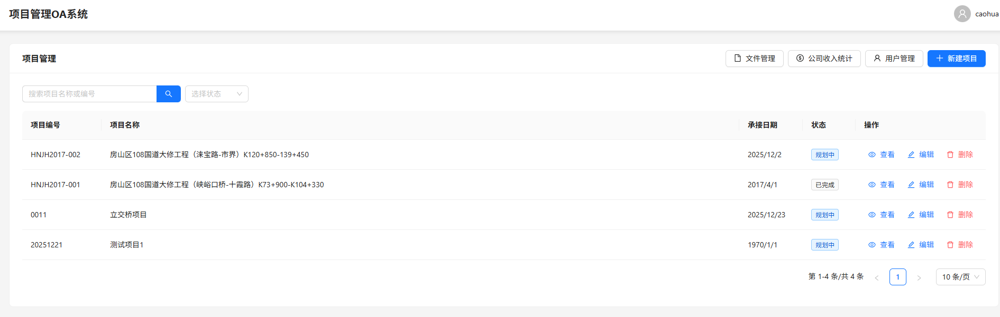 项目管理OA系统
caohua
项目管理
文件管理
公司收入统计
用户管理
新建项目
搜索项目名称或编号
选择状态
项目编号 项目名称 承接日期 状态 操作
HNJH2017-002 房山区108国道大修工程（涞宝路-市界）K120+850-139+450 2025/12/2 规划中 查看 编辑 删除
HNJH2017-001 房山区108国道大修工程（峡峪口桥-十霞路）K73+900-K104+330 2017/4/1 已完成 查看 编辑 删除
0011 立交桥项目 2025/12/23 规划中 查看 编辑 删除
20251221 测试项目1 1970/1/1 规划中 查看 编辑 删除
第 1-4 条/共 4 条 < 1 > 10 条/页